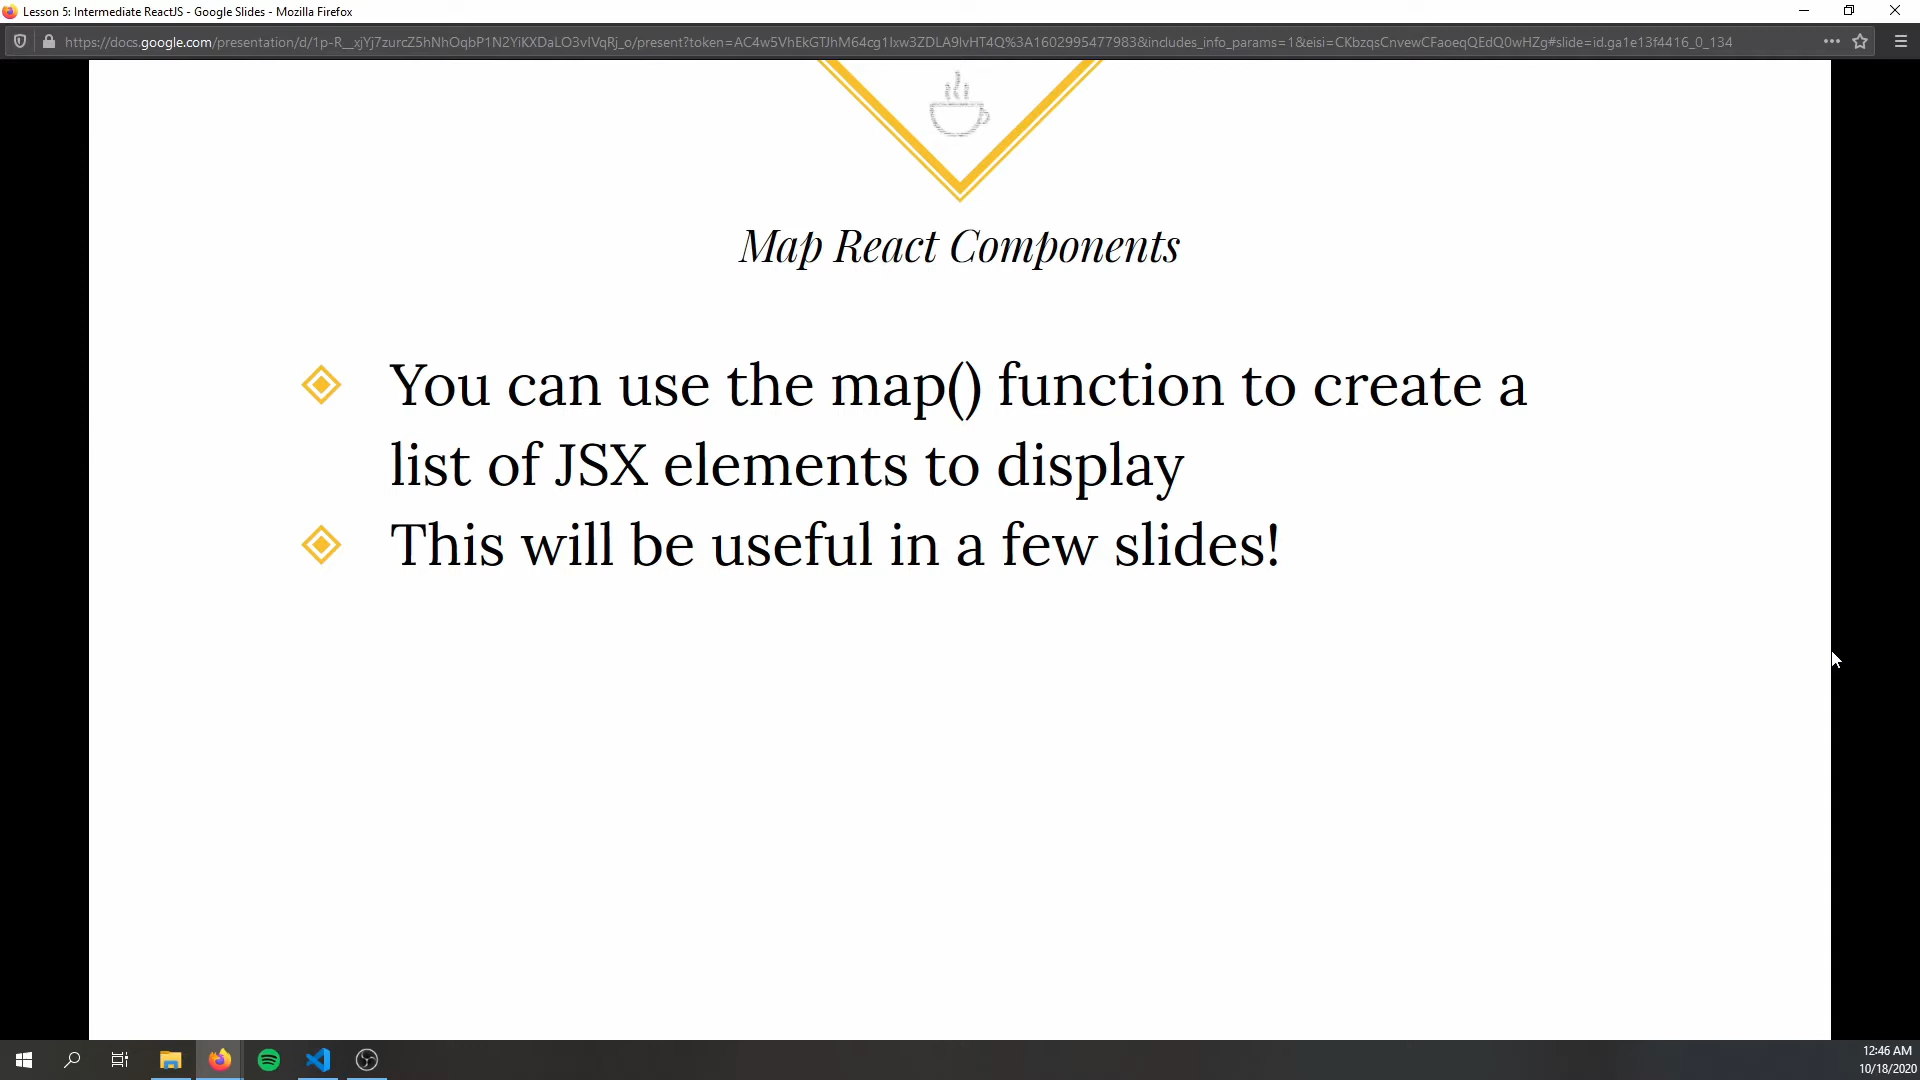 Lesson 5: Intermediate ReactJS - Google Slides - Mozilla Firefox
https://docs.google.com/presentation/d/1p-R__xjYj7zurcZ5hNhOqbP1N2YiKXDaLO3vIVqRj_o/present?token=AC4w5VhEkGTJhM64cg1Ixw3ZDLA9IvHT4Q%3A1602995477983&includes_info_params=1&eisi=CKbzqsCnvewCFaoeqQEdQ0wHZg#slide=id.ga1e13f4416_0_134
Map React Components
You can use the map() function to create a
list of JSX elements to display
This will be useful in a few slides!
12:46 AM
10/18/2020